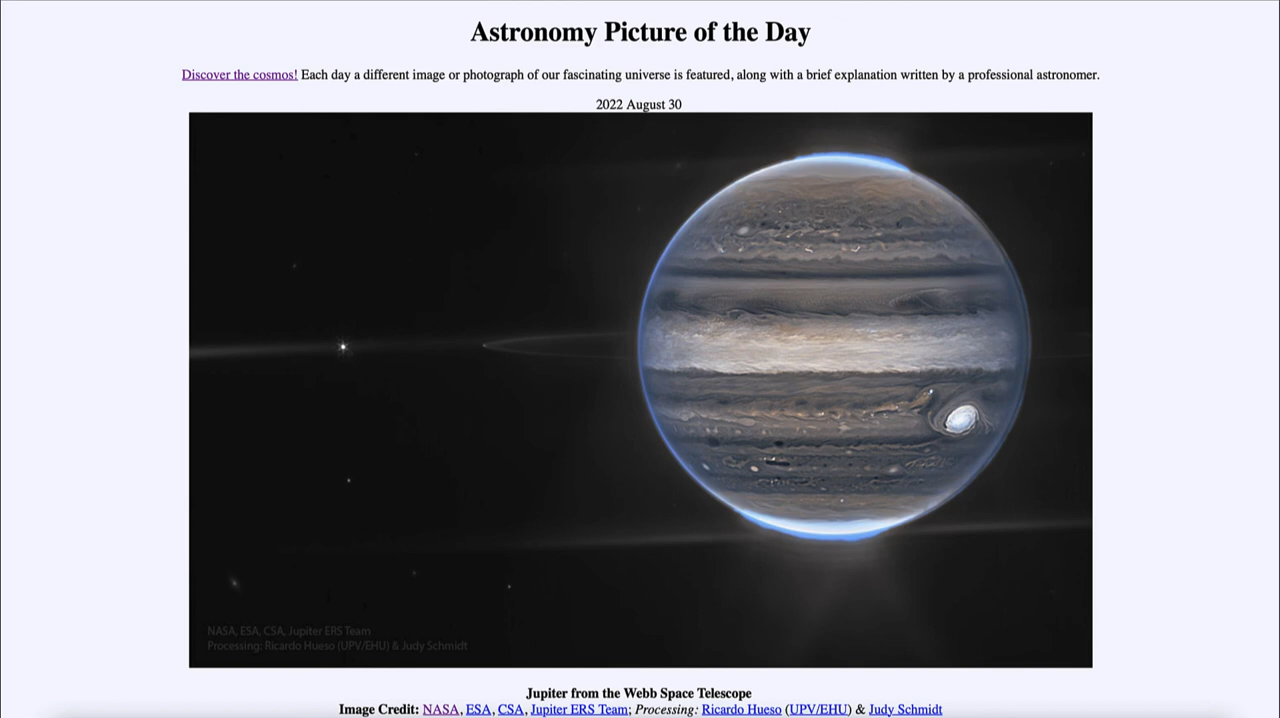 Astronomy Picture of the Day
Discover the cosmos! Each day a different image or photograph of our fascinating universe is featured, along with a brief explanation written by a professional astronomer.
2022 August 30
NASA, ESA, CSA, Jupiter ERS Team
Processing: Ricardo Hueso (UPV/EHU) & Judy Schmidt
Jupiter from the Webb Space Telescope
Image Credit: NASA, ESA, CSA, Jupiter ERS Team; Processing: Ricardo Hueso (UPV/EHU) & Judy Schmidt